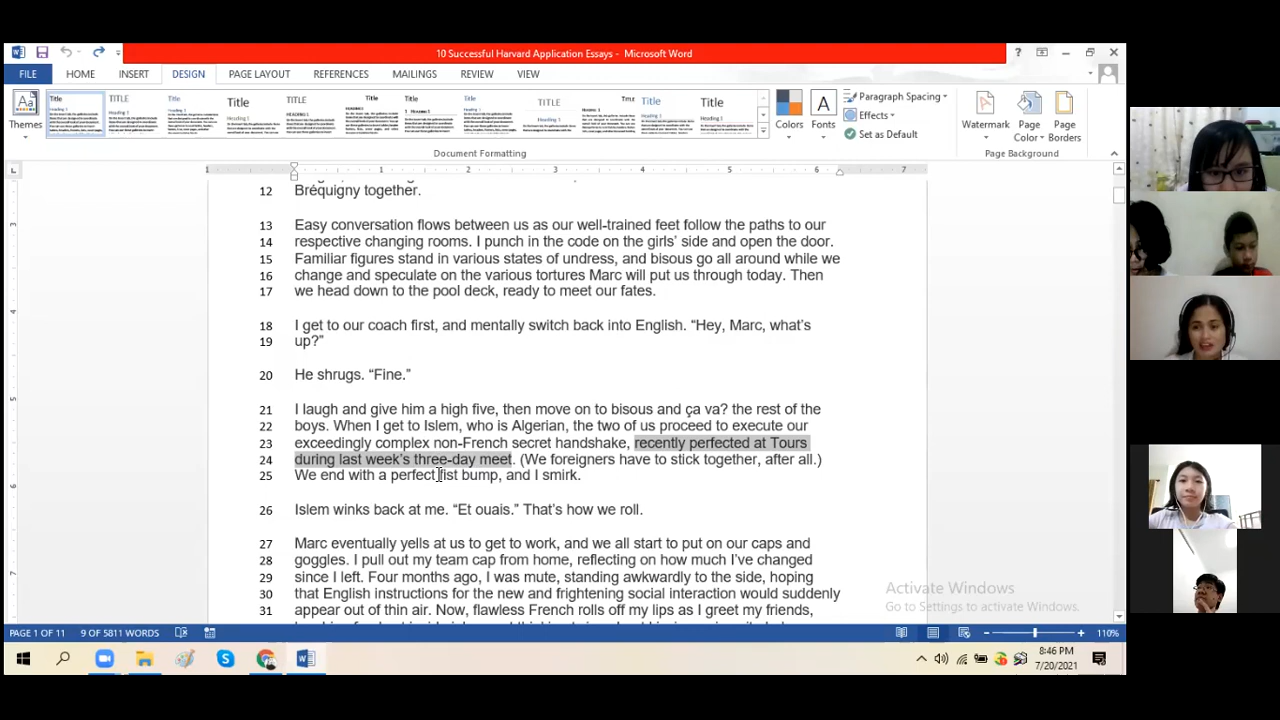 10 Successful Harvard Application Essays - Microsoft Word
FILE HOME INSERT DESIGN PAGE LAYOUT REFERENCES MAILINGS REVIEW VIEW
Themes
Colors
Fonts
Paragraph Spacing
Effects
Set as Default
Watermark
Page Color
Page Borders
Document Formatting
Page Background
12 Bréquigny together.
13 Easy conversation flows between us as our well-trained feet follow the paths to our
14 respective changing rooms. I punch in the code on the girls’ side and open the door.
15 Familiar figures stand in various states of undress, and bisous go all around while we
16 change and speculate on the various tortures Marc will put us through today. Then
17 we head down to the pool deck, ready to meet our fates.
18 I get to our coach first, and mentally switch back into English. “Hey, Marc, what’s
19 up?”
20 He shrugs. “Fine.”
21 I laugh and give him a high five, then move on to bisous and ça va? the rest of the
22 boys. When I get to Islem, who is Algerian, the two of us proceed to execute our
23 exceedingly complex non-French secret handshake, recently perfected at Tours
24 during last week’s three-day meet. (We foreigners have to stick together, after all.)
25 We end with a perfect fist bump, and I smirk.
26 Islem winks back at me. “Et ouais.” That’s how we roll.
27 Marc eventually yells at us to get to work, and we all start to put on our caps and
28 goggles. I pull out my team cap from home, reflecting on how much I’ve changed
29 since I left. Four months ago, I was mute, standing awkwardly to the side, hoping
30 that English instructions for the new and frightening social interaction would suddenly
31 appear out of thin air. Now, flawless French rolls off my lips as I greet my friends,
Activate Windows
Go to Settings to activate Windows.
PAGE 1 OF 11 9 OF 5811 WORDS
110%
8:46 PM
7/20/2021